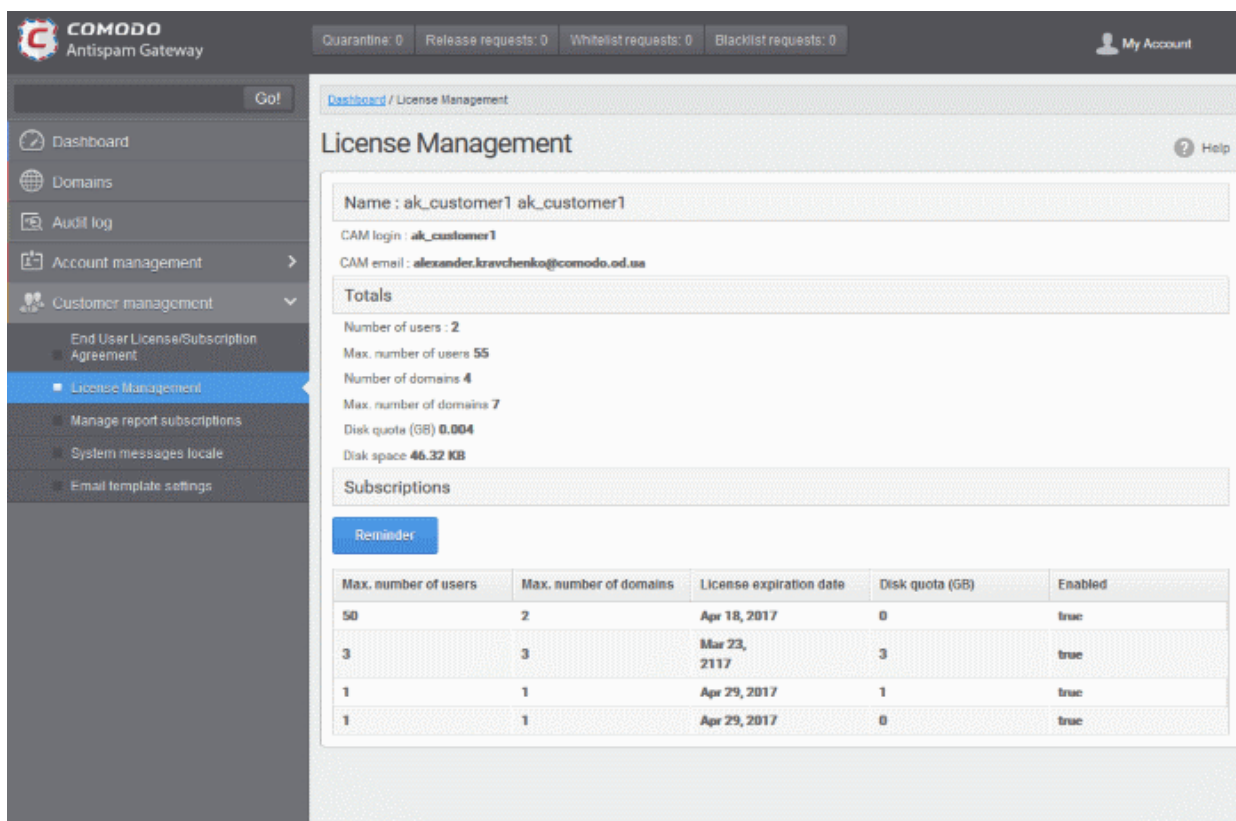 COMODO
Antispam Gateway
Quarantine: 0 Release requests: 0 Whitelist requests: 0 Blacklist requests: 0
My Account
Go!
Dashboard
Domains
Audit log
Account management
Customer management
End User License/Subscription
Agreement
License Management
Manage report subscriptions
System messages locale
Email template settings
Dashboard / License Management
License Management
Help
Name : ak_customer1 ak_customer1
CAM login : ak_customer1
CAM email : alexander.kravchenko@comodo.od.ua
Totals
Number of users : 2
Max. number of users 55
Number of domains 4
Max. number of domains 7
Disk quota (GB) 0.004
Disk space 46.32 KB
Subscriptions
Reminder
Max. number of users Max. number of domains License expiration date Disk quota (GB) Enabled
50 2 Apr 18, 2017 0 true
3 3 Mar 23, 2117 3 true
1 1 Apr 29, 2017 1 true
1 1 Apr 29, 2017 0 true